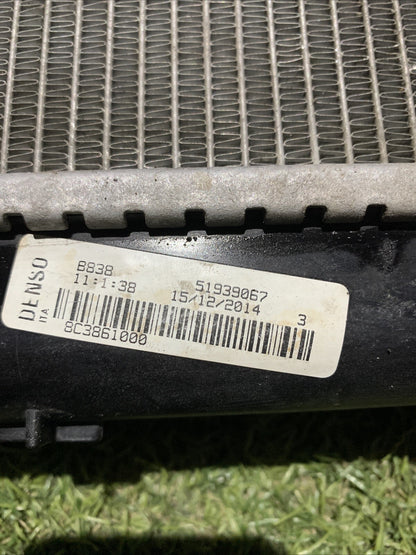 DENSO
ITA
B838 51939067
11:1:38 15/12/2014 3
8C3861000